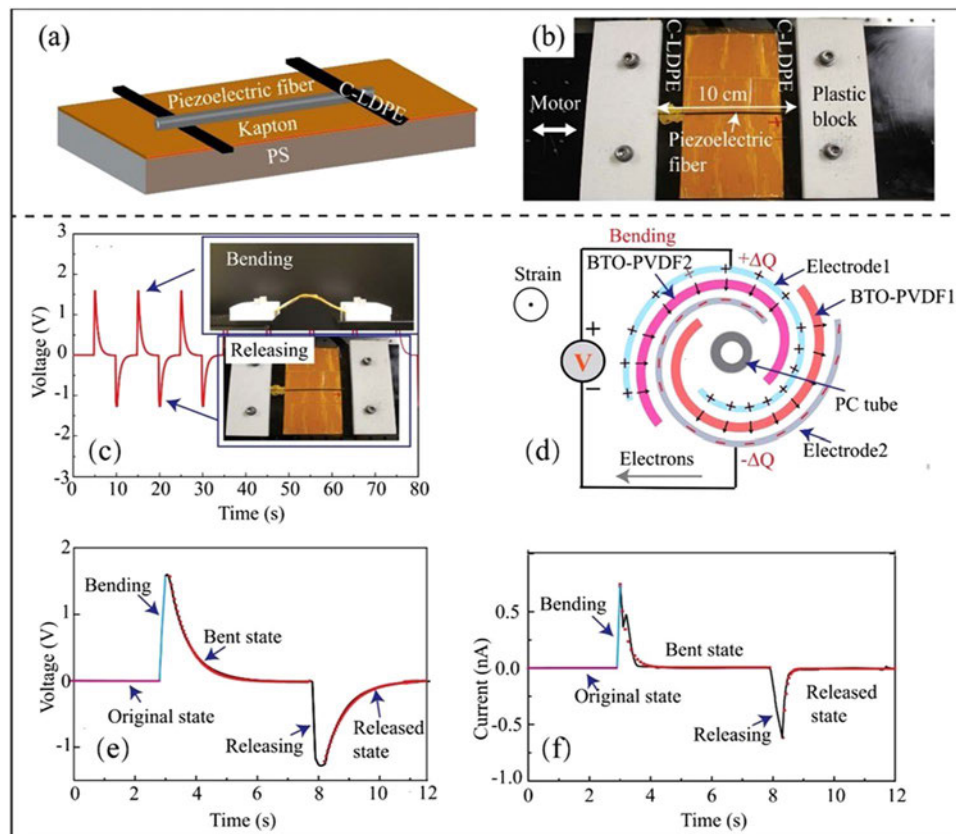 (a)
Piezoelectric fiber
C-LDPE
Kapton
PS
(b)
C-LDPE
C-LDPE
Motor
10 cm
Plastic
block
+
Piezoelectric
fiber
3
2
1
0
-1
-2
-3
Voltage (V)
Bending
Releasing
(c)
0 10 20 30 40 50 60 70 80
Time (s)
Bending
BTO-PVDF2
+ΔQ
Electrode1
BTO-PVDF1
Strain
+
V
−
PC tube
Electrode2
(d)
-ΔQ
Electrons
2
1
0
-1
Voltage (V)
Bending
Bent state
Original state
Releasing
Released
state
(e)
0 2 4 6 8 10 12
Time (s)
0.5
0.0
-0.5
-1.0
Current (nA)
Bending
Bent state
Original state
Releasing
Released
state
(f)
0 2 4 6 8 10 12
Time (s)